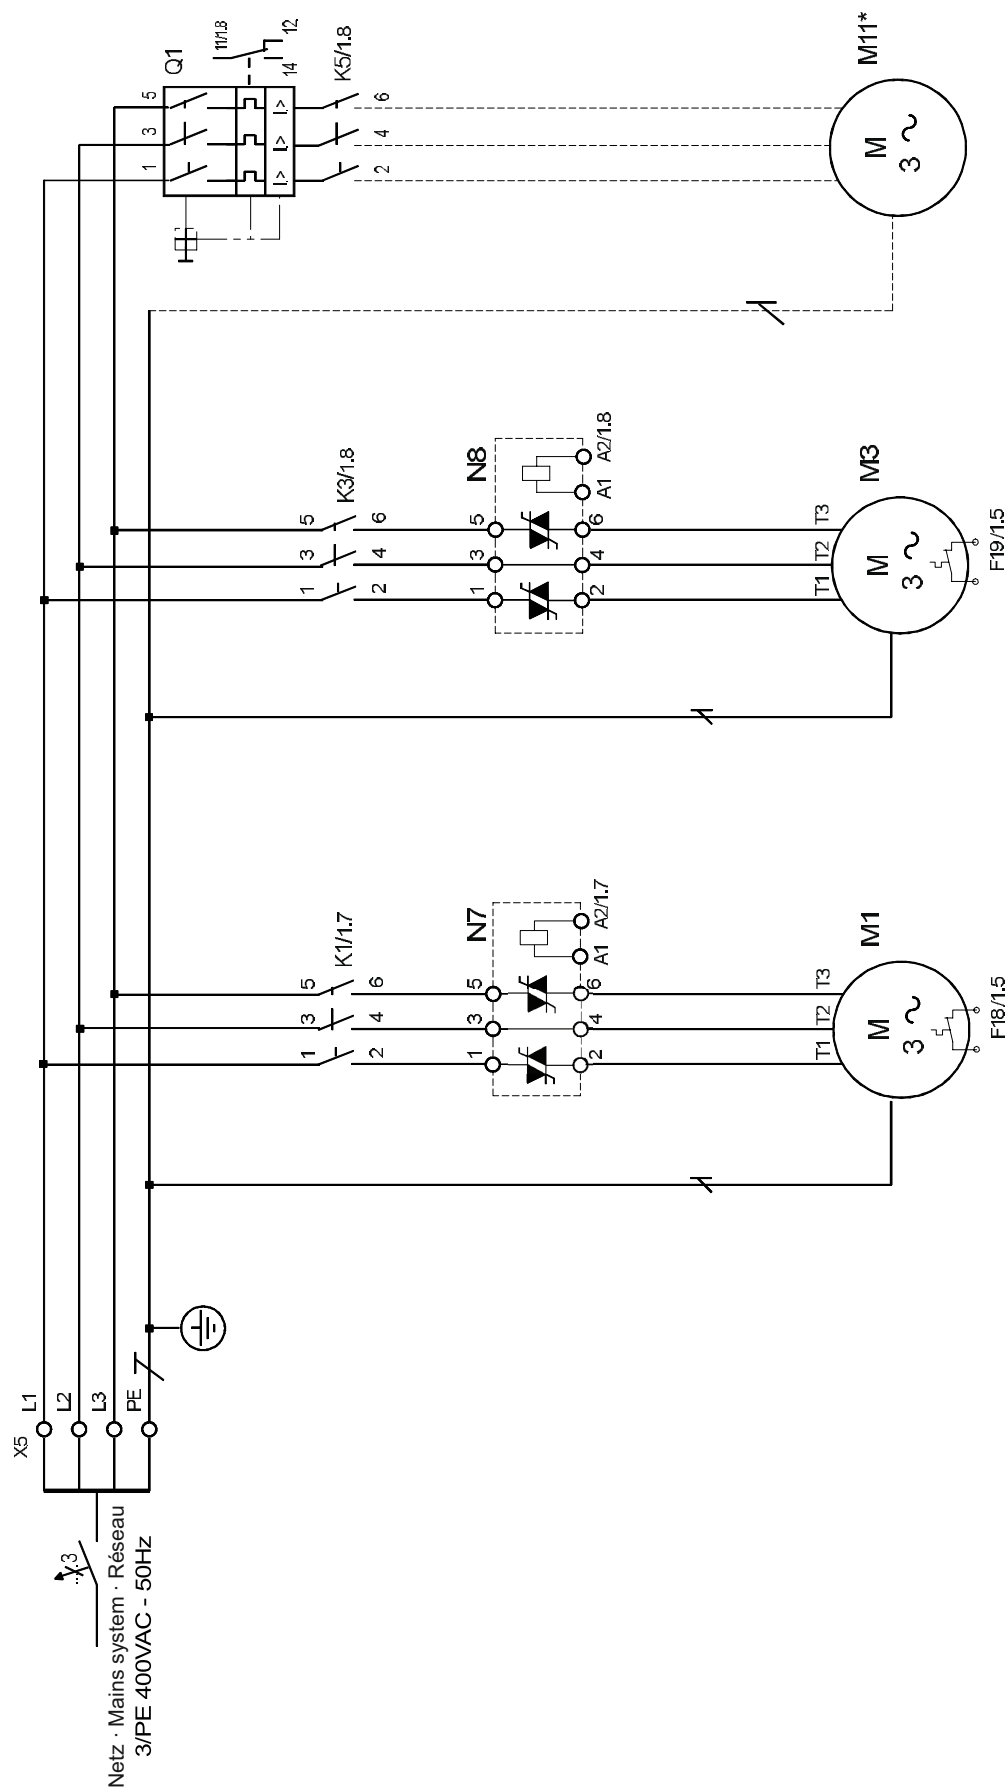 Netz · Mains system · Réseau
3/PE 400VAC - 50Hz
3
X5
L1
L2
L3
PE
K1/1.7
1 3 5
2 4 6
N7
1 3 5
2 4 6
A1 A2/1.7
T1 T2 T3
M1
M
3 ~
F18/1.5
K3/1.8
1 3 5
2 4 6
N8
1 3 5
2 4 6
A1 A2/1.8
T1 T2 T3
M3
M
3 ~
F19/1.5
Q1
1 3 5
11/1.8
14 12
I> I> I>
K5/1.8
2 4 6
M11*
M
3 ~